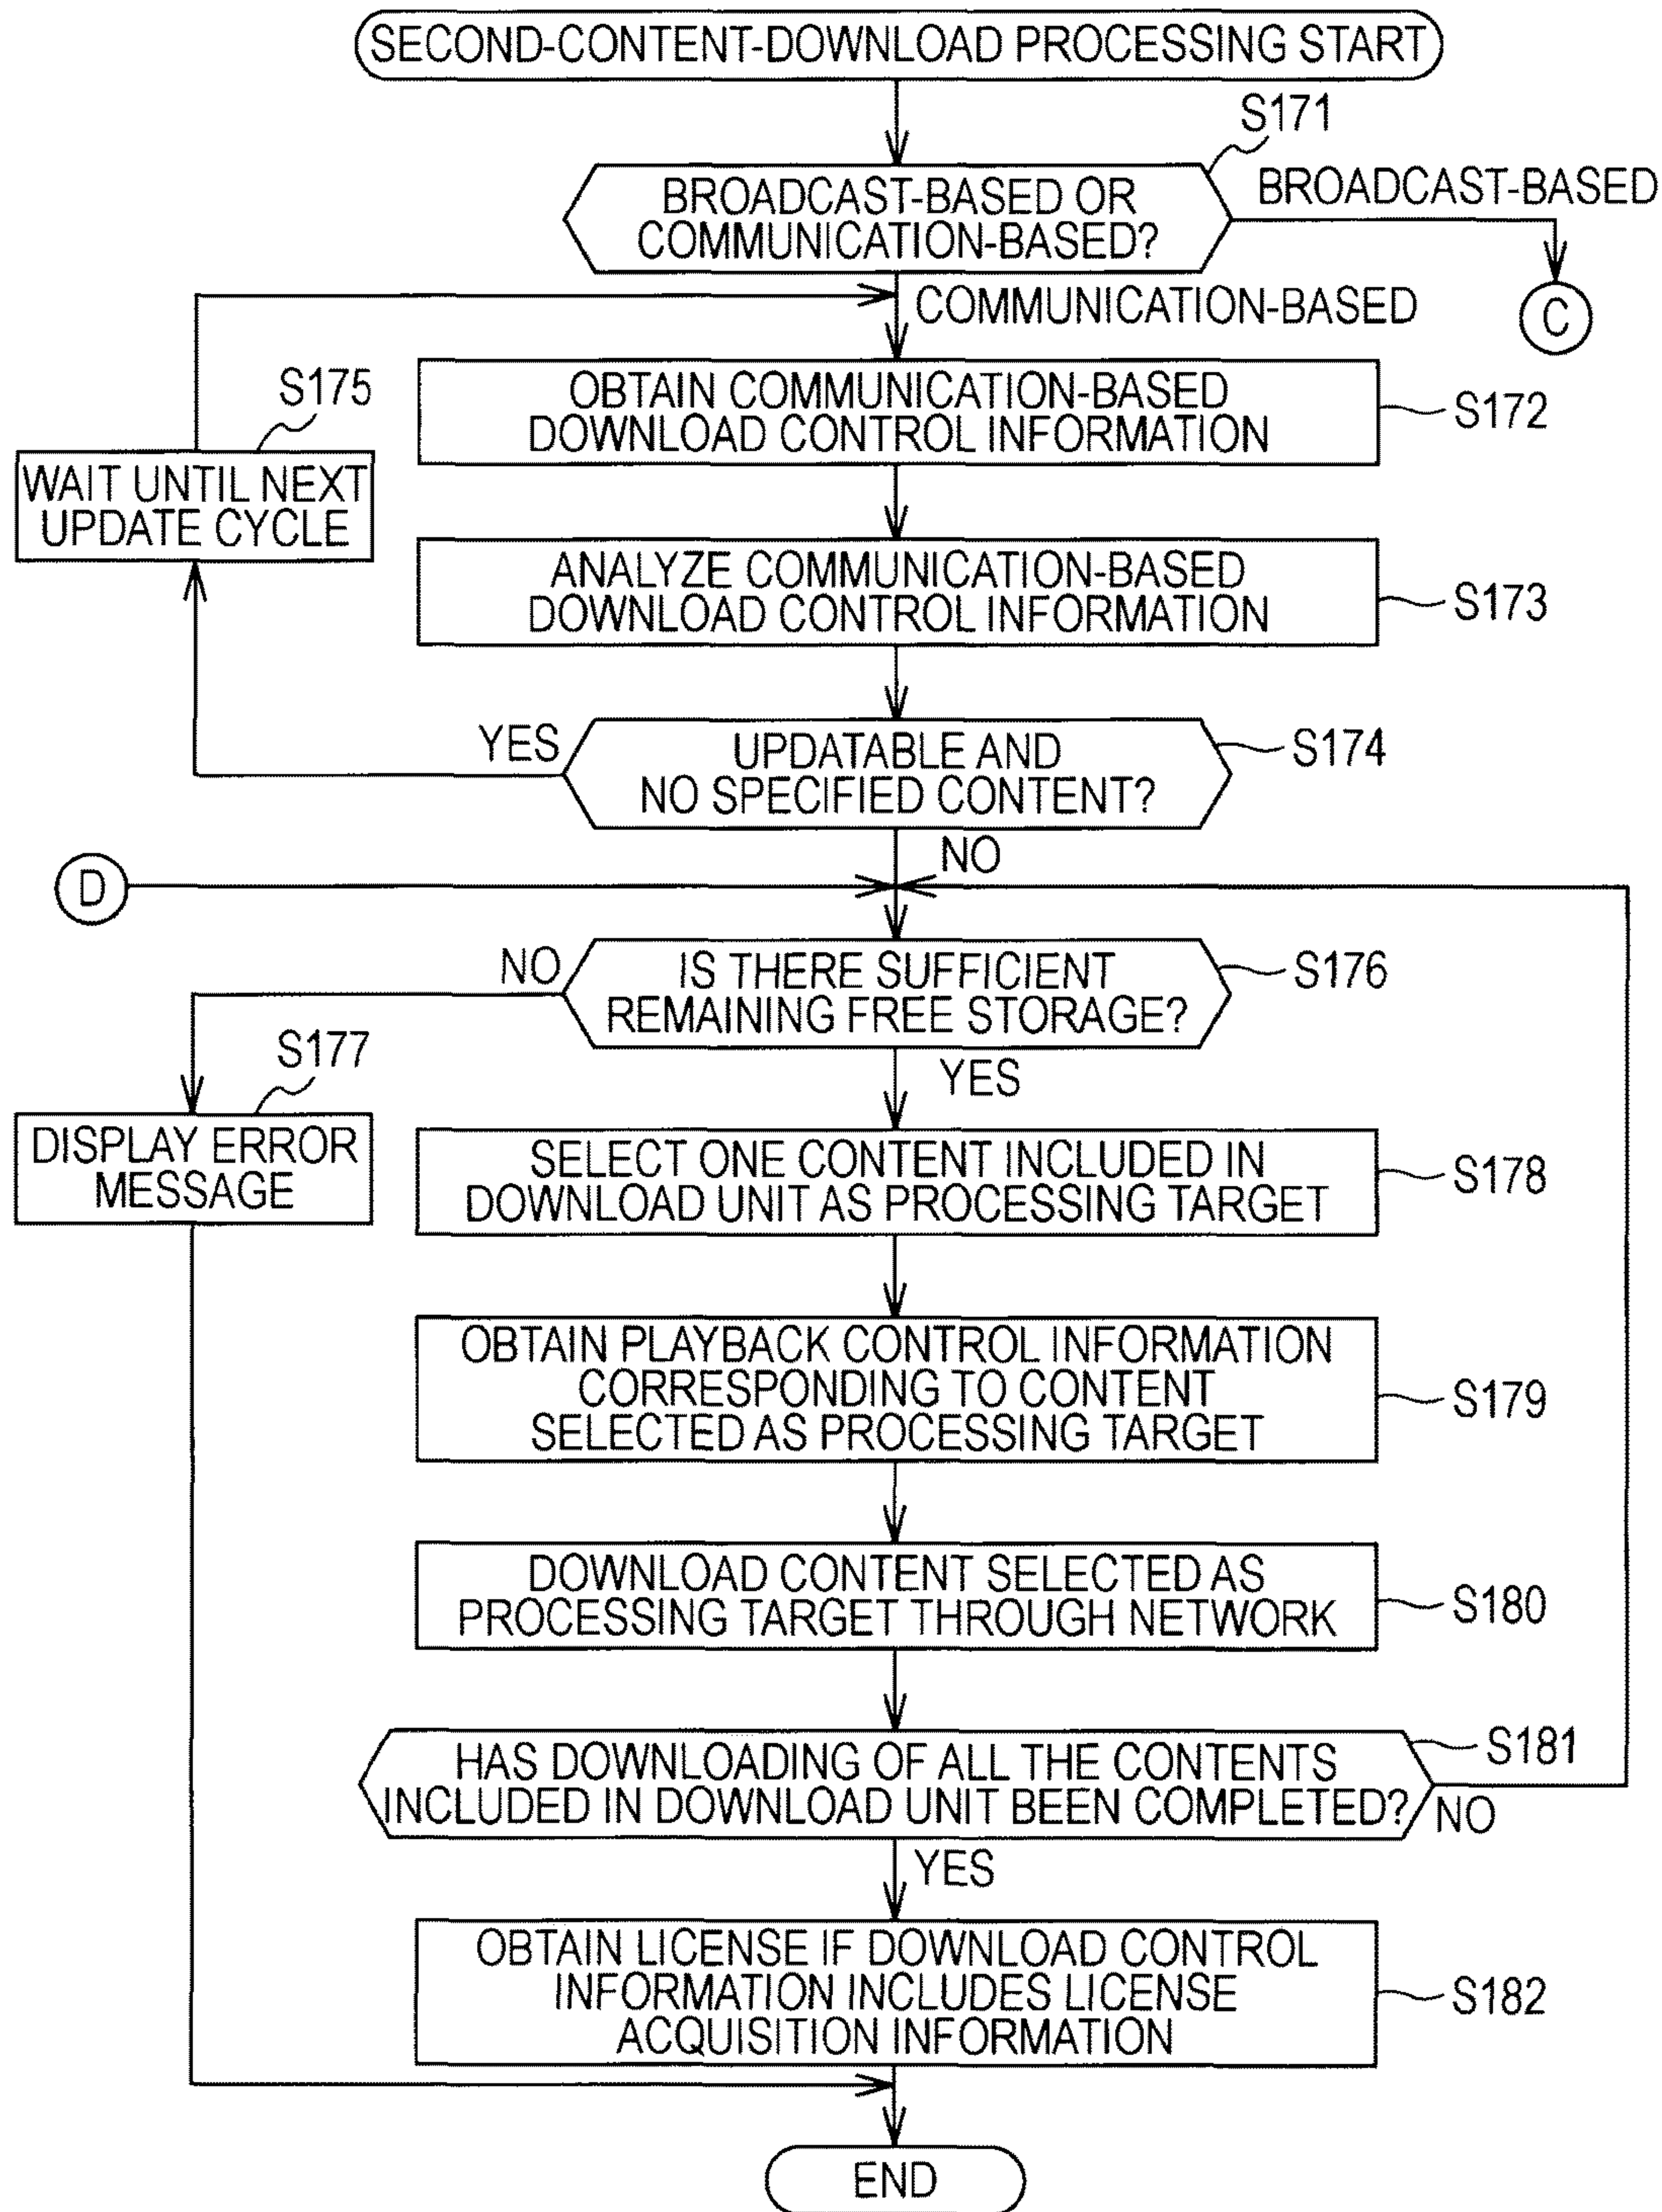 SECOND-CONTENT-DOWNLOAD PROCESSING START
S171
BROADCAST-BASED OR
COMMUNICATION-BASED?
BROADCAST-BASED
C
COMMUNICATION-BASED
S175
WAIT UNTIL NEXT
UPDATE CYCLE
OBTAIN COMMUNICATION-BASED
DOWNLOAD CONTROL INFORMATION
S172
ANALYZE COMMUNICATION-BASED
DOWNLOAD CONTROL INFORMATION
S173
YES
UPDATABLE AND
NO SPECIFIED CONTENT?
S174
NO
D
NO
IS THERE SUFFICIENT
REMAINING FREE STORAGE?
S176
YES
S177
DISPLAY ERROR
MESSAGE
SELECT ONE CONTENT INCLUDED IN
DOWNLOAD UNIT AS PROCESSING TARGET
S178
OBTAIN PLAYBACK CONTROL INFORMATION
CORRESPONDING TO CONTENT
SELECTED AS PROCESSING TARGET
S179
DOWNLOAD CONTENT SELECTED AS
PROCESSING TARGET THROUGH NETWORK
S180
HAS DOWNLOADING OF ALL THE CONTENTS
INCLUDED IN DOWNLOAD UNIT BEEN COMPLETED?
S181
NO
YES
OBTAIN LICENSE IF DOWNLOAD CONTROL
INFORMATION INCLUDES LICENSE
ACQUISITION INFORMATION
S182
END